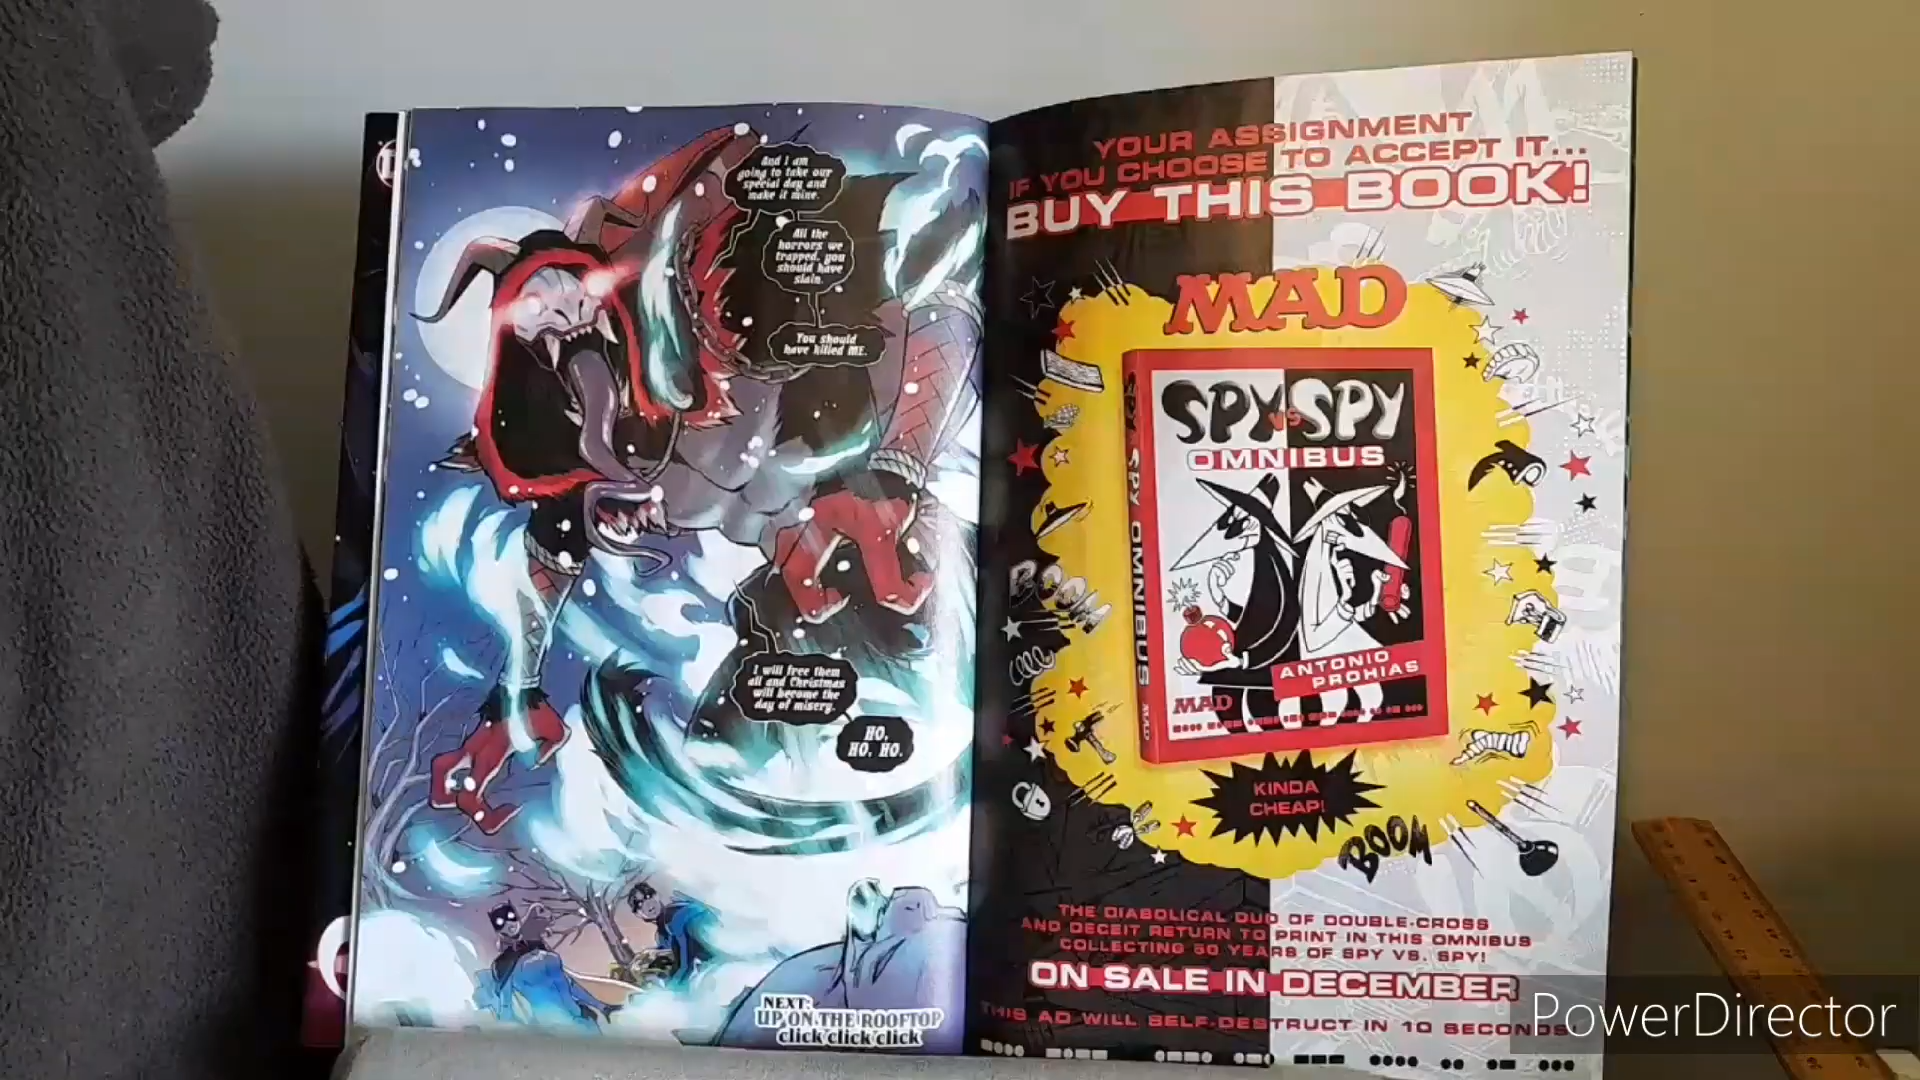 And I am
going to take our
special day and
make it mine.
All the
horrors we
trapped, you
should have
slain.
You should
have killed ME.
I will free them
all and Christmas
will become the
day of misery.
HO,
HO, HO.
NEXT:
UP ON THE ROOFTOP
click click click
YOUR ASSIGNMENT
IF YOU CHOOSE TO ACCEPT IT...
BUY THIS BOOK!
MAD
SPY VS SPY OMNIBUS
MAD
SPY VS SPY
OMNIBUS
ANTONIO
PROHIAS
MAD
BOOM
KINDA
CHEAP!
BOOM
THE DIABOLICAL DUO OF DOUBLE-CROSS
AND DECEIT RETURN TO PRINT IN THIS OMNIBUS
COLLECTING 60 YEARS OF SPY VS. SPY!
ON SALE IN DECEMBER
THIS AD WILL SELF-DESTRUCT IN 10 SECONDS!
PowerDirector